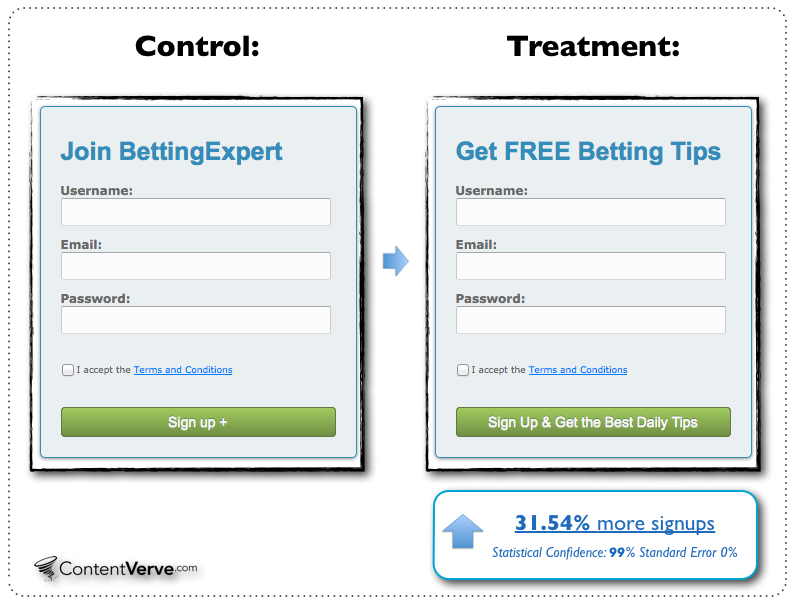 Control:
Join BettingExpert
Username:
Email:
Password:
I accept the Terms and Conditions
Sign up +
Treatment:
Get FREE Betting Tips
Username:
Email:
Password:
I accept the Terms and Conditions
Sign Up & Get the Best Daily Tips
31.54% more signups
Statistical Confidence: 99% Standard Error 0%
ContentVerve.com